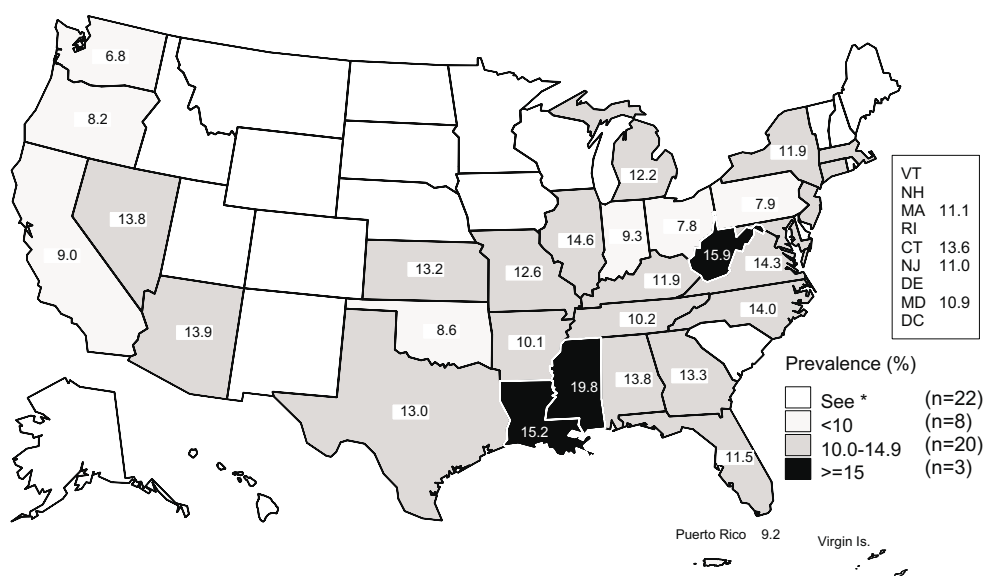 6.8
8.2
11.9
12.2
7.9
13.8
7.8
9.3
14.6
9.0
15.9
14.3
13.2
12.6
11.9
14.0
13.9
10.2
8.6
10.1
13.3
13.8
19.8
13.0
15.2
11.5
VT
NH
MA 11.1
RI
CT 13.6
NJ 11.0
DE
MD 10.9
DC
Prevalence (%)
See * (n=22)
<10 (n=8)
10.0-14.9 (n=20)
>=15 (n=3)
Puerto Rico 9.2
Virgin Is.